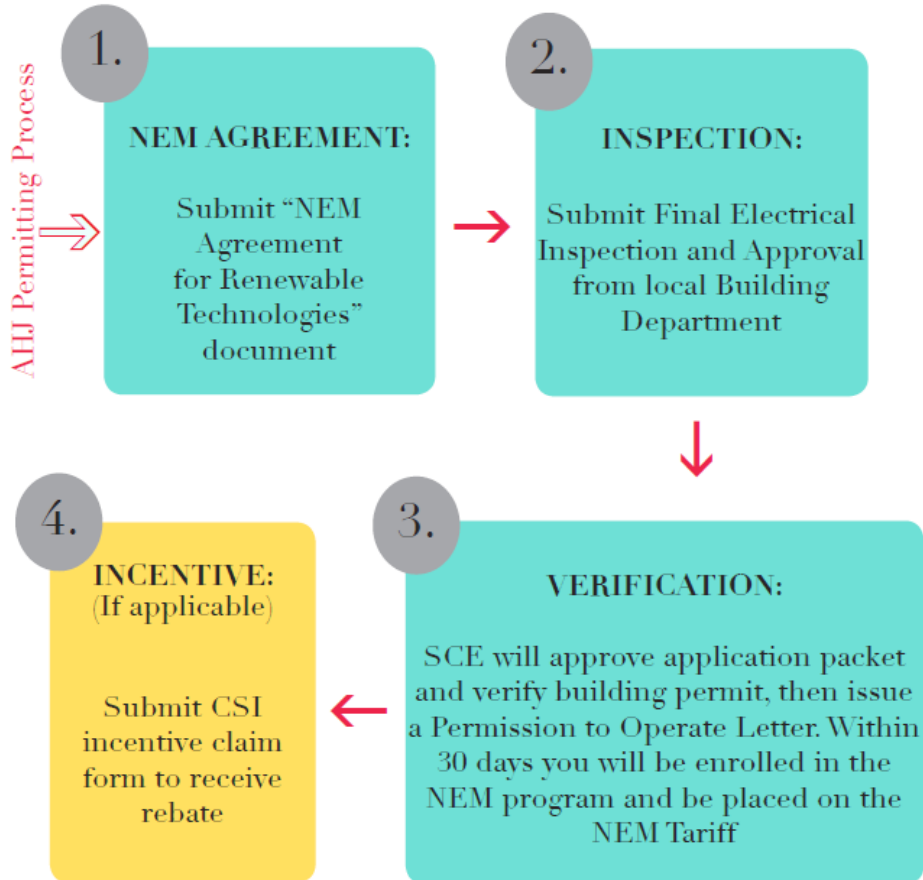 AHJ Permitting Process
1.
NEM AGREEMENT:
Submit “NEM
Agreement
for Renewable
Technologies”
document
2.
INSPECTION:
Submit Final Electrical
Inspection and Approval
from local Building
Department
3.
VERIFICATION:
SCE will approve application packet
and verify building permit, then issue
a Permission to Operate Letter. Within
30 days you will be enrolled in the
NEM program and be placed on the
NEM Tariff
4.
INCENTIVE:
(If applicable)
Submit CSI
incentive claim
form to receive
rebate